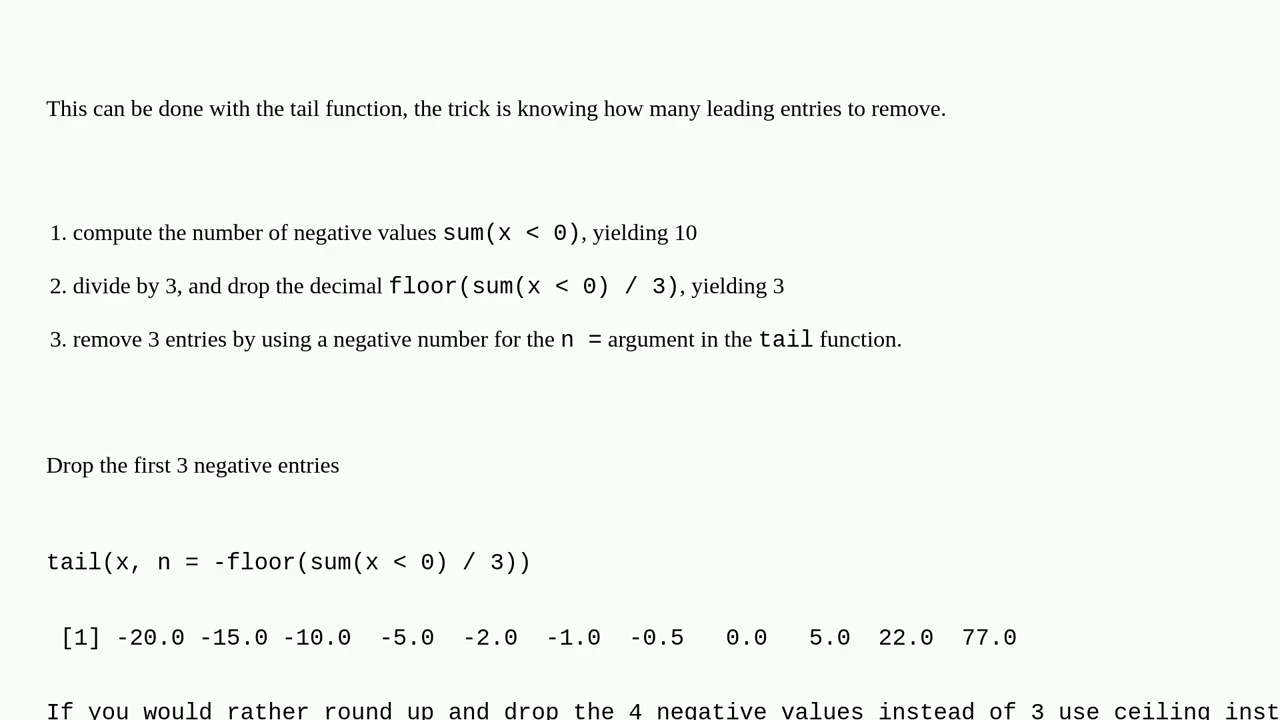 This can be done with the tail function, the trick is knowing how many leading entries to remove.
1. compute the number of negative values sum(x < 0), yielding 10
2. divide by 3, and drop the decimal floor(sum(x < 0) / 3), yielding 3
3. remove 3 entries by using a negative number for the n = argument in the tail function.
Drop the first 3 negative entries
tail(x, n = -floor(sum(x < 0) / 3))
[1] -20.0 -15.0 -10.0  -5.0  -2.0  -1.0  -0.5   0.0   5.0  22.0  77.0
If you would rather round up and drop the 4 negative values instead of 3 use ceiling inst